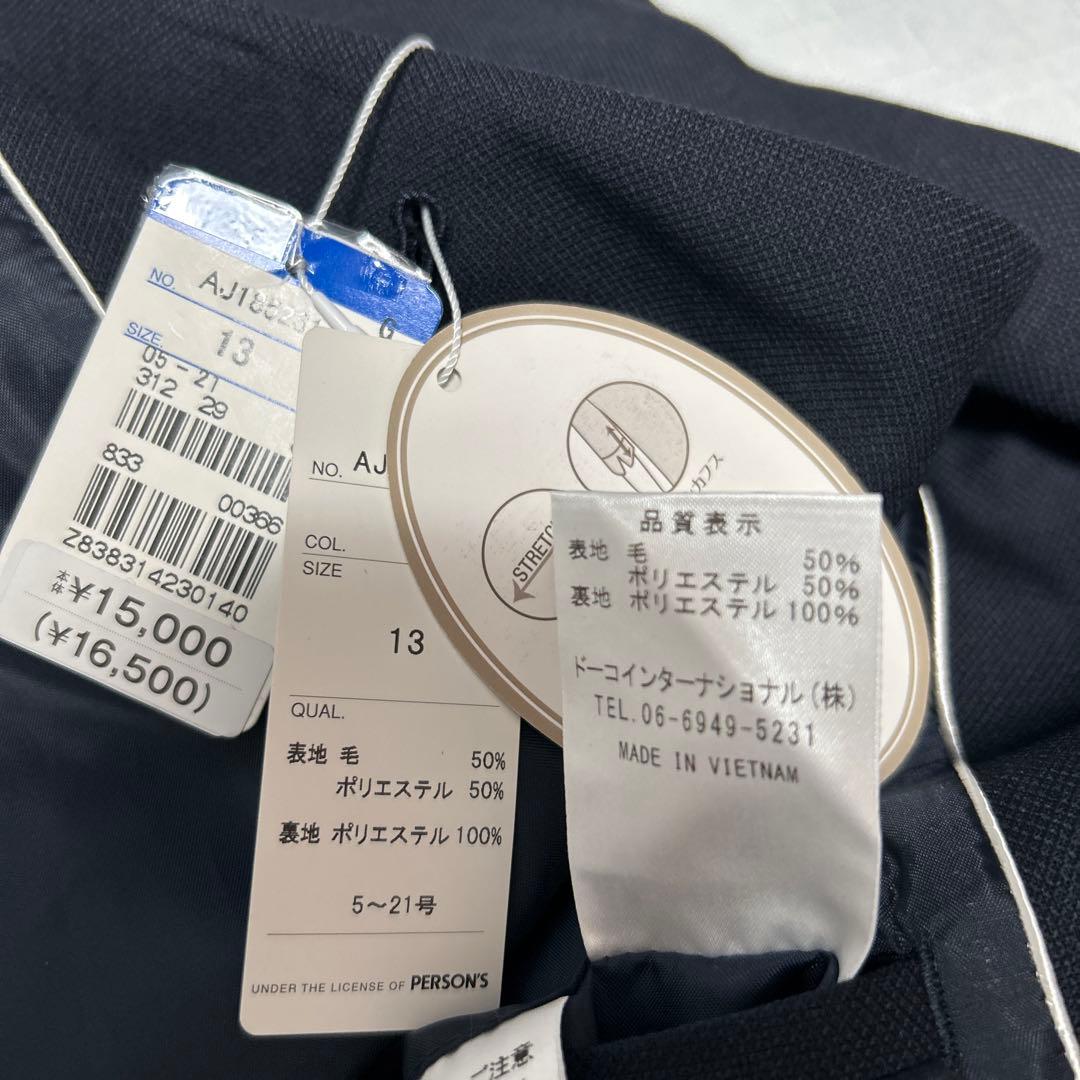 NO. AJ18623
G
SIZE. 13
05 - 21
312 29
833
00366
Z838314230140
本体
¥15,000
(¥16,500)
NO. AJ
COL.
SIZE
13
QUAL.
表地 毛 50%
ポリエステル 50%
裏地 ポリエステル 100%
5～21号
UNDER THE LICENSE OF PERSON'S
カフス
STRETC
品質表示
表地 毛 50%
ポリエステル 50%
裏地 ポリエステル 100%
ドーコインターナショナル(株)
TEL.06-6949-5231
MADE IN VIETNAM
ご注意